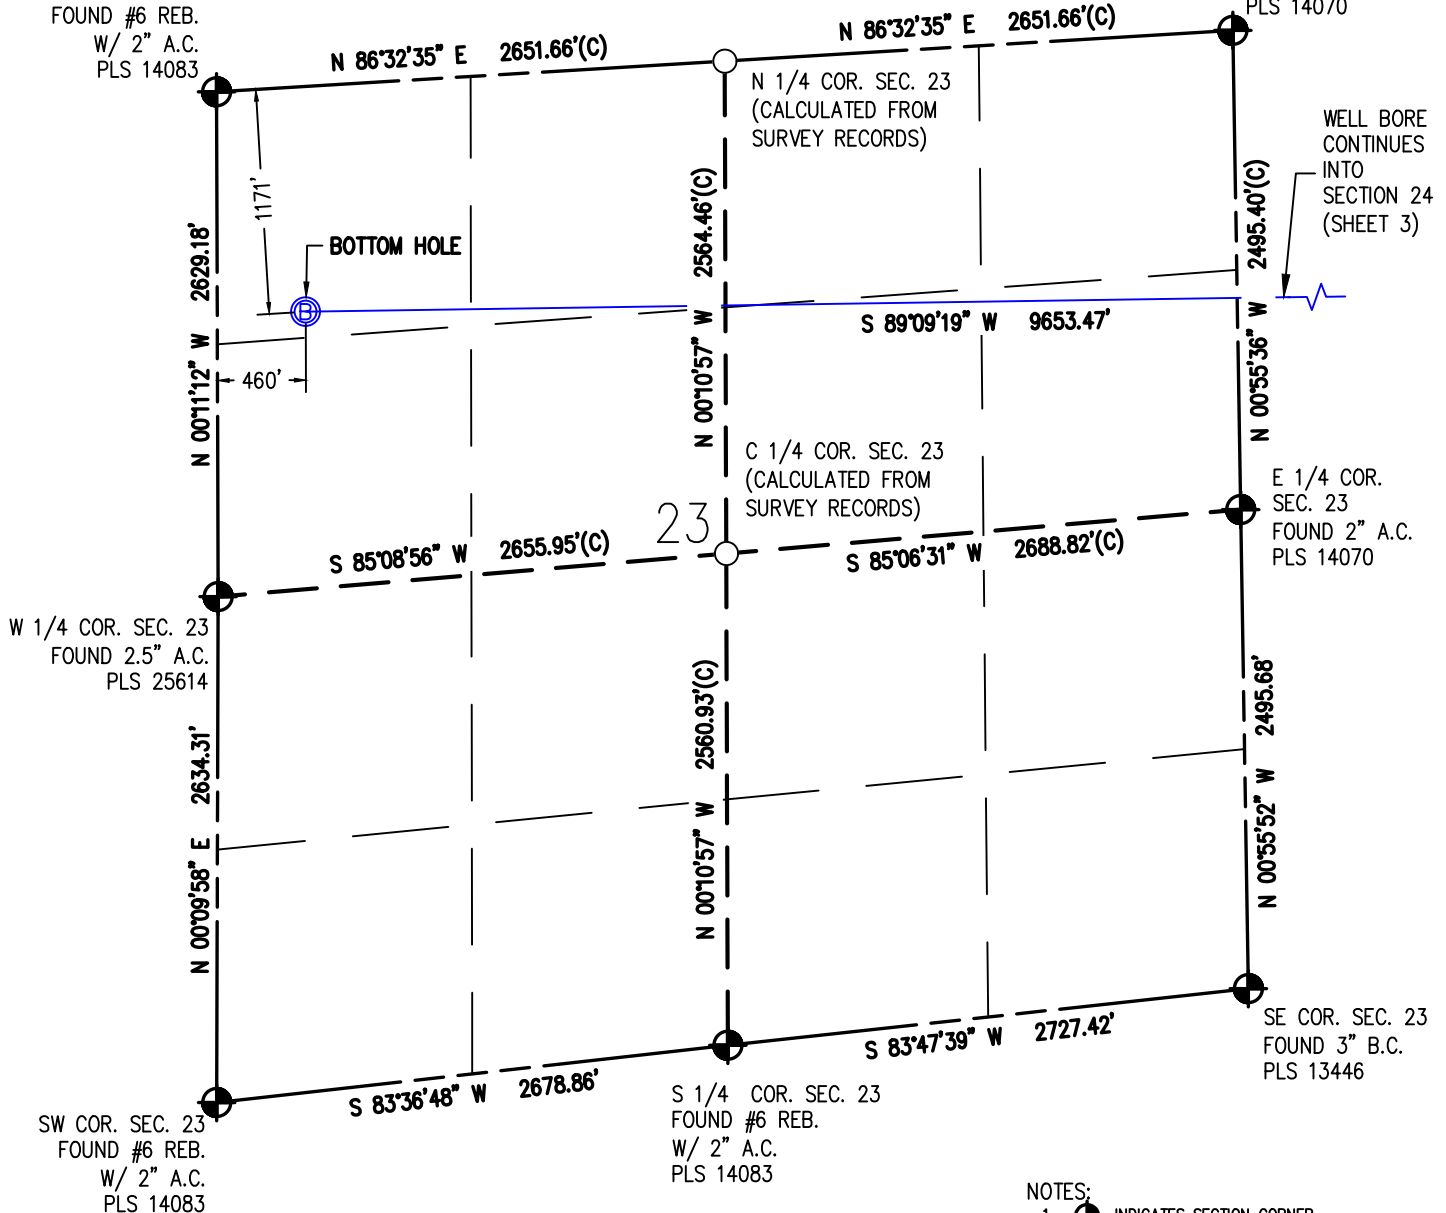 FOUND #6 REB.
W/ 2" A.C.
PLS 14083
N 86°32'35" E 2651.66'(C)
N 86°32'35" E 2651.66'(C)
PLS 14070
N 1/4 COR. SEC. 23
(CALCULATED FROM
SURVEY RECORDS)
WELL BORE
CONTINUES
INTO
SECTION 24
(SHEET 3)
1171'
BOTTOM HOLE
B
460'
N 00°11'12" W 2629.18'
N 00°10'57" W 2564.46'(C)
N 00°55'36" W 2495.40'(C)
S 89°09'19" W 9653.47'
C 1/4 COR. SEC. 23
(CALCULATED FROM
SURVEY RECORDS)
23
E 1/4 COR.
SEC. 23
FOUND 2" A.C.
PLS 14070
S 85°08'56" W 2655.95'(C)
S 85°06'31" W 2688.82'(C)
W 1/4 COR. SEC. 23
FOUND 2.5" A.C.
PLS 25614
N 00°09'58" E 2634.31'
N 00°10'57" W 2560.93'(C)
N 00°55'52" W 2495.68'
S 83°36'48" W 2678.86'
S 83°47'39" W 2727.42'
SE COR. SEC. 23
FOUND 3" B.C.
PLS 13446
S 1/4 COR. SEC. 23
FOUND #6 REB.
W/ 2" A.C.
PLS 14083
SW COR. SEC. 23
FOUND #6 REB.
W/ 2" A.C.
PLS 14083
NOTES:
1. INDICATES SECTION CORNER